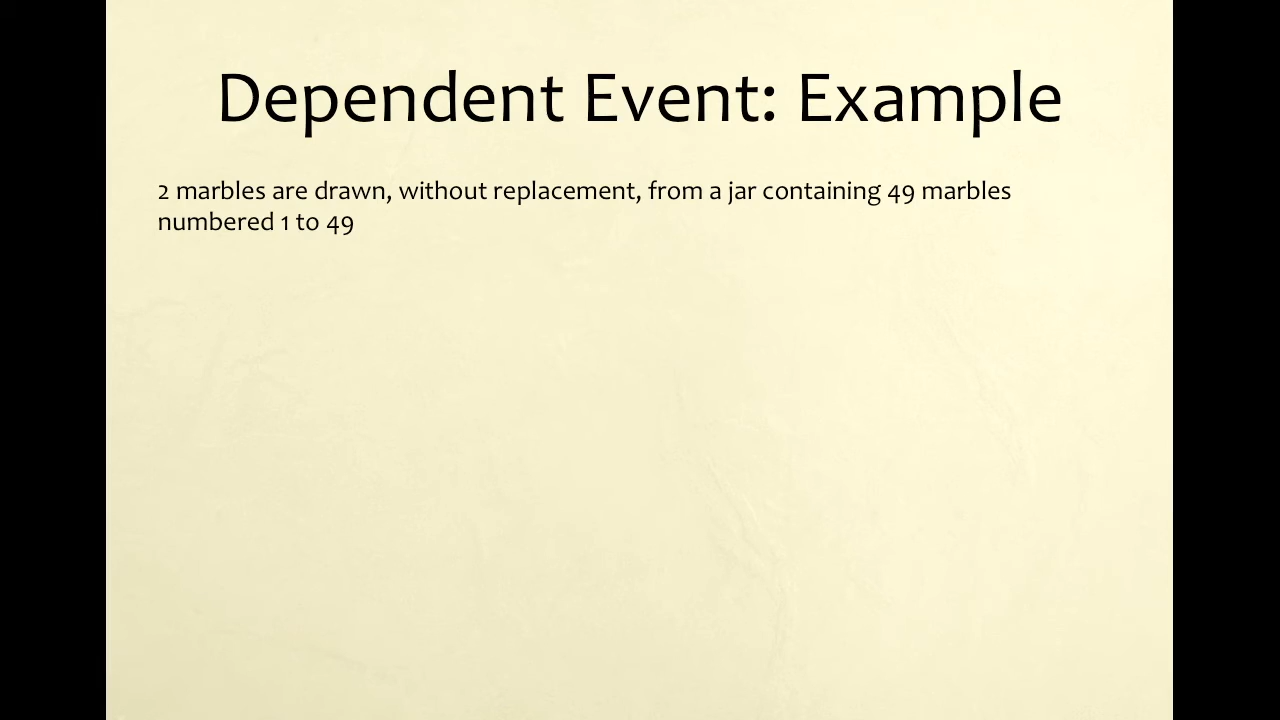 Dependent Event: Example
2 marbles are drawn, without replacement, from a jar containing 49 marbles
numbered 1 to 49